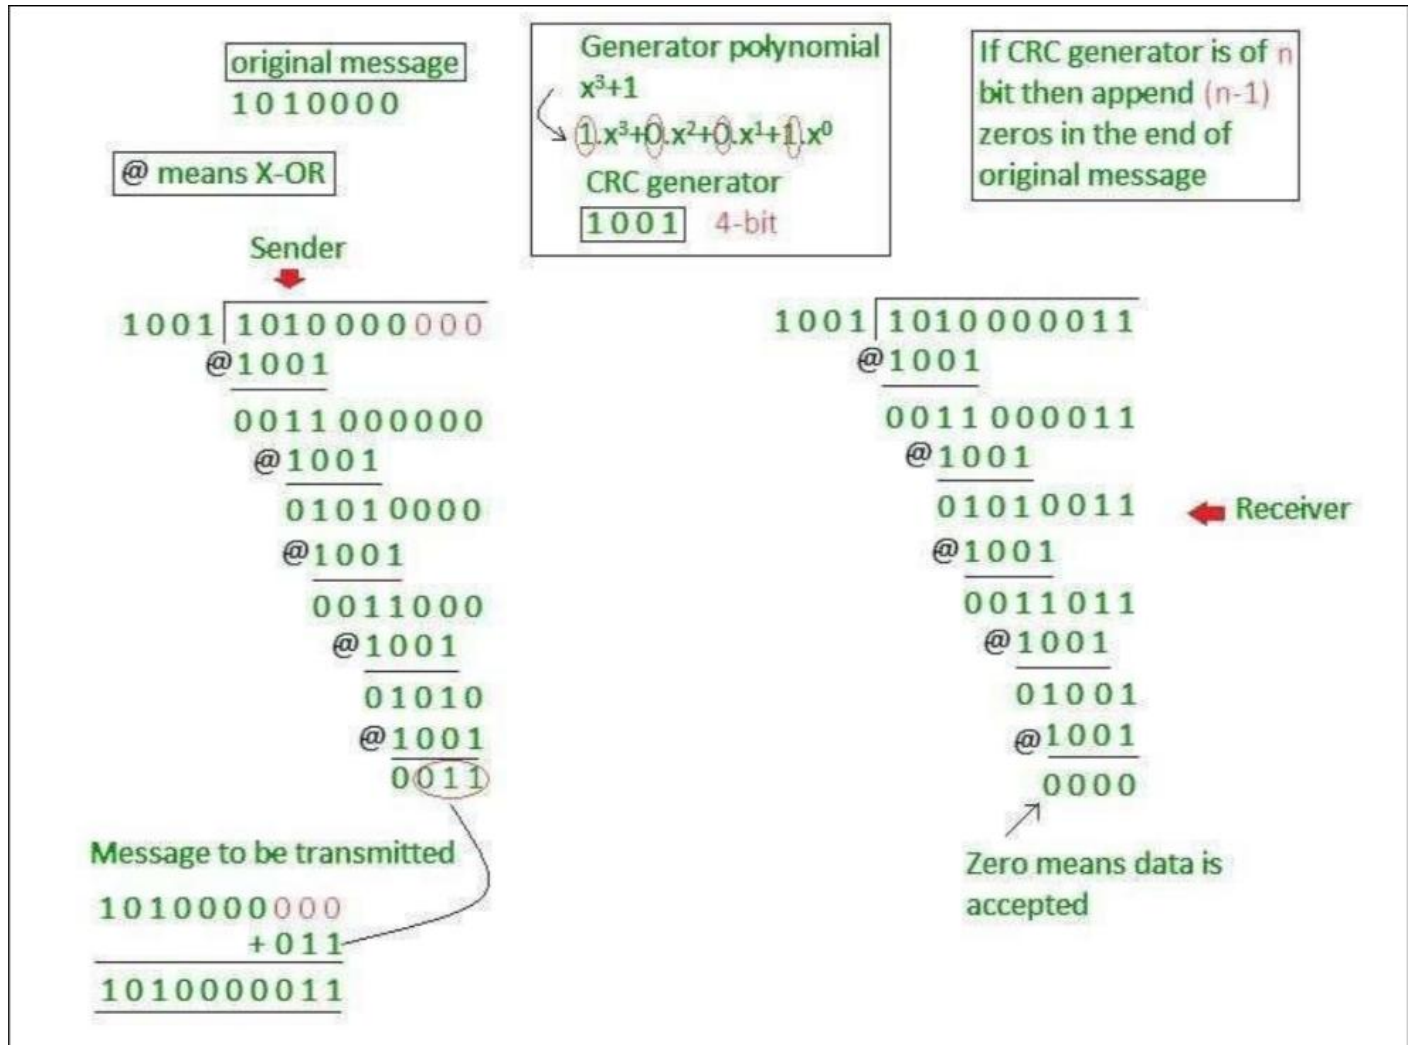 original message
1010000
@ means X-OR
Generator polynomial
x³+1
1.x³+0.x²+0.x¹+1.x⁰
CRC generator
1001 4-bit
If CRC generator is of n
bit then append (n-1)
zeros in the end of
original message
Sender
1001 1010000000
@1001
0011000000
@1001
01010000
@1001
0011000
@1001
01010
@1001
0011
Message to be transmitted
1010000000
+011
1010000011
1001 1010000011
@1001
0011000011
@1001
01010011
Receiver
@1001
0011011
@1001
01001
@1001
0000
Zero means data is
accepted